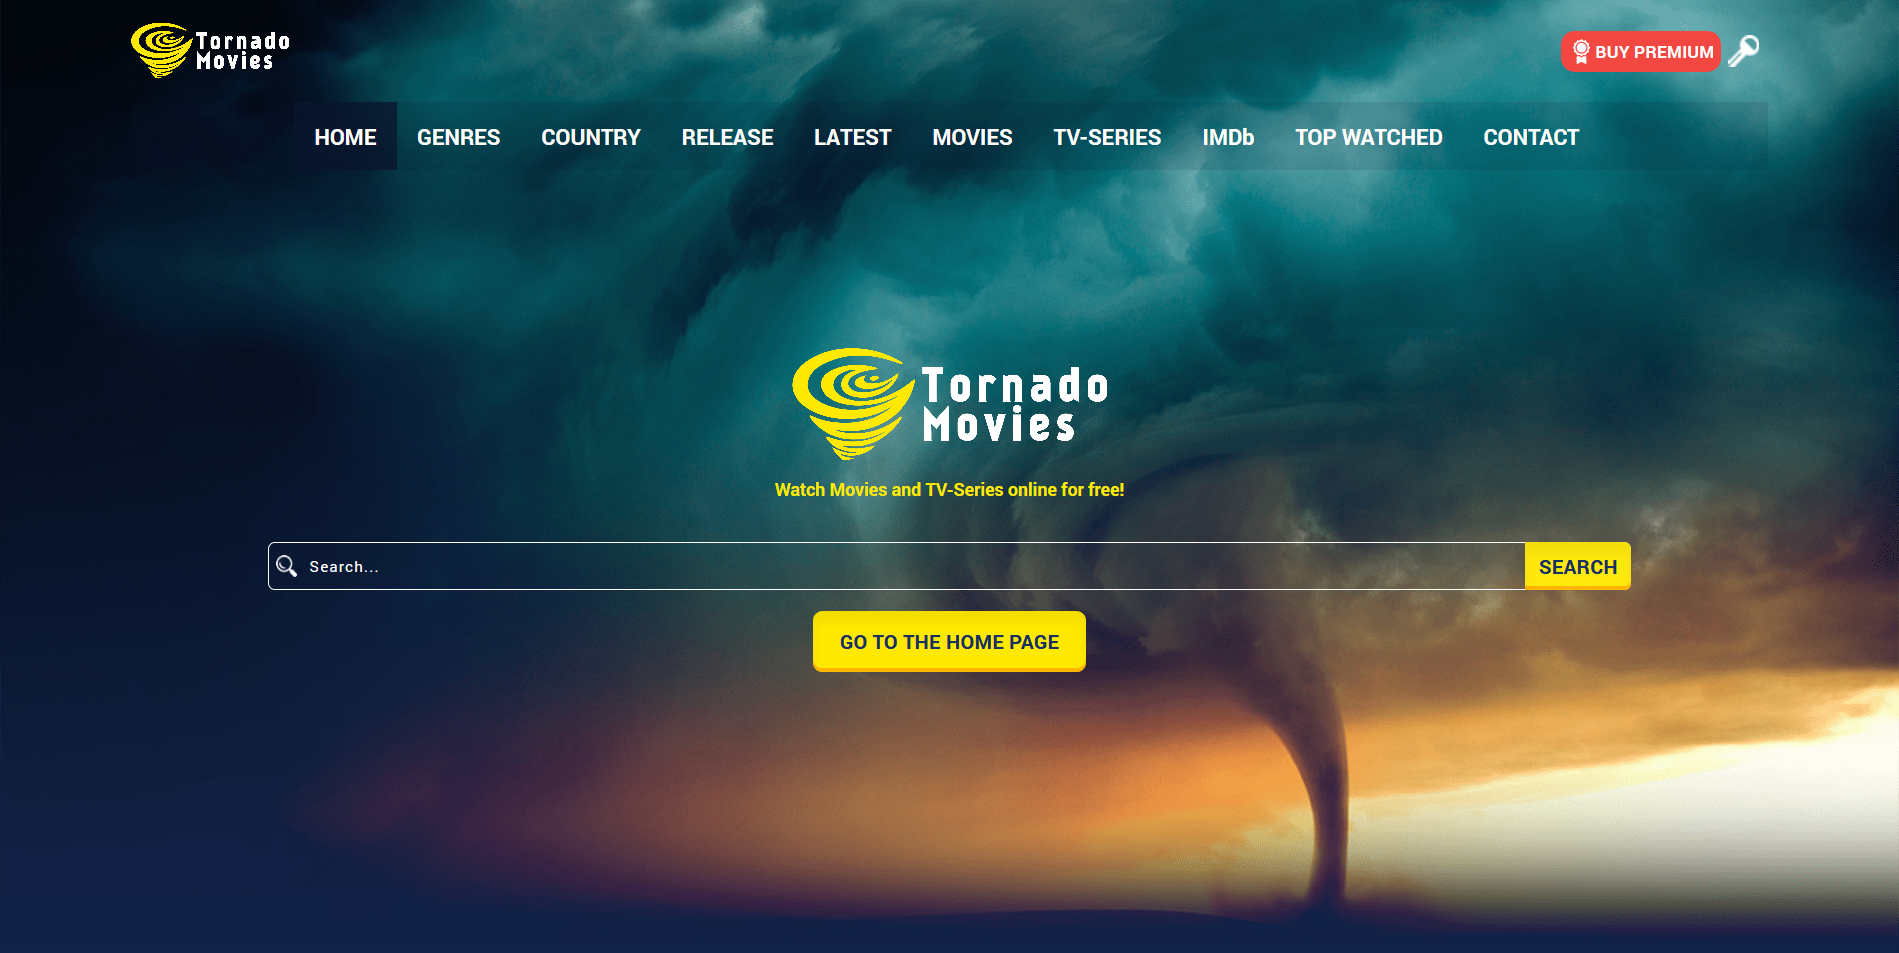 Tornado
Movies
BUY PREMIUM
HOME GENRES COUNTRY RELEASE LATEST MOVIES TV-SERIES IMDb TOP WATCHED CONTACT
Tornado
Movies
Watch Movies and TV-Series online for free!
Search...
SEARCH
GO TO THE HOME PAGE